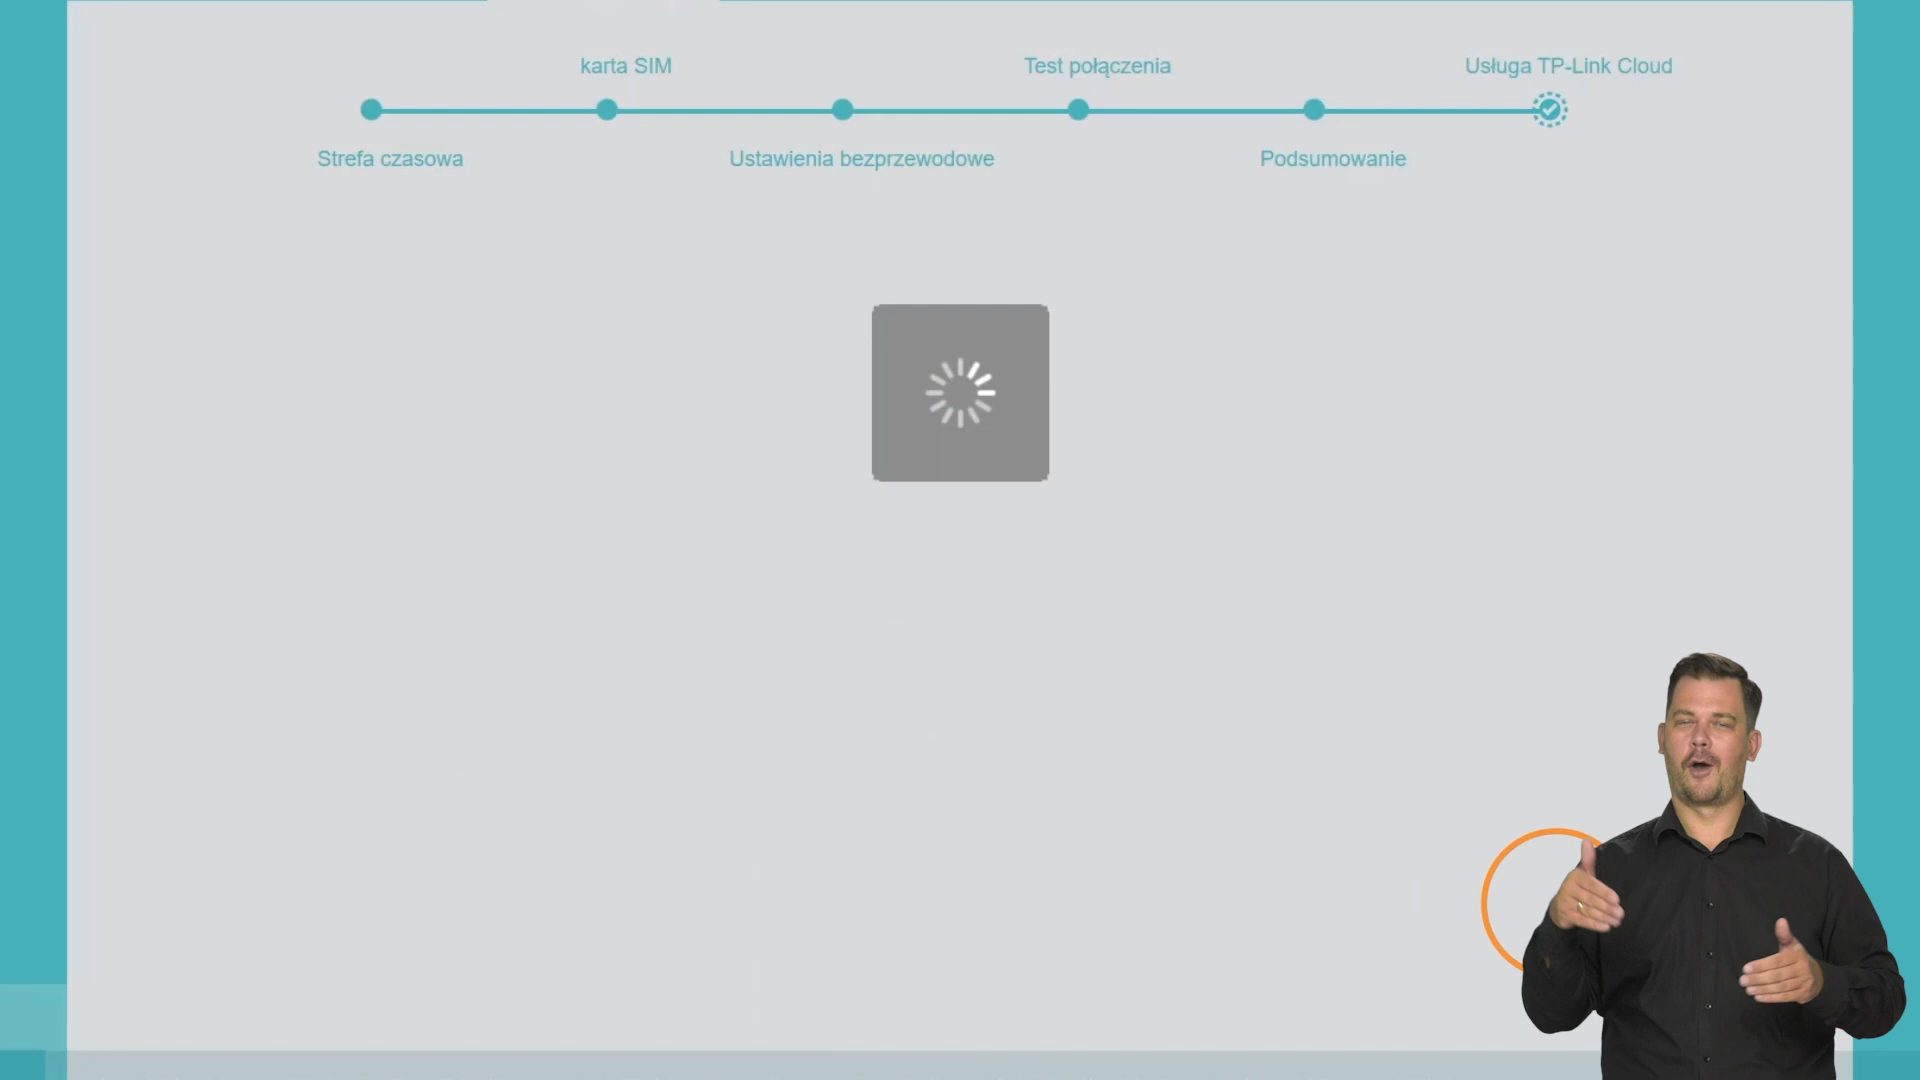 karta SIM
Test połączenia
Usługa TP-Link Cloud
Strefa czasowa
Ustawienia bezprzewodowe
Podsumowanie